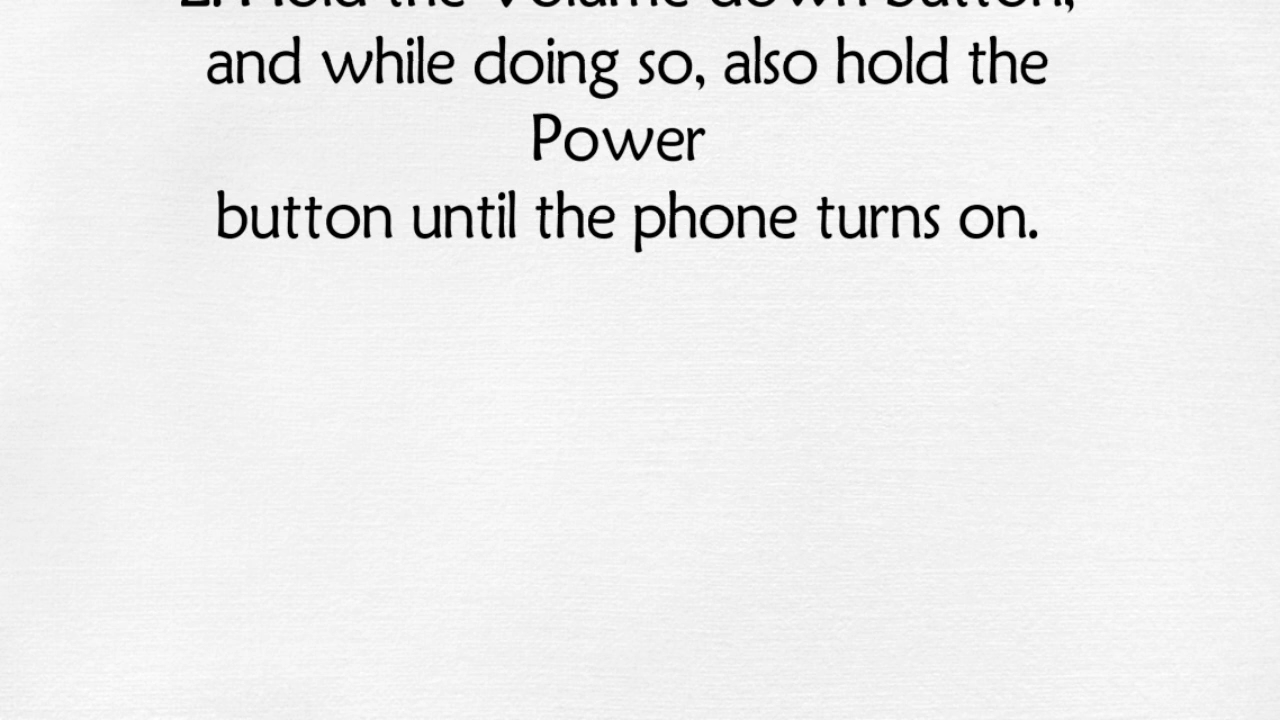 2. Hold the Volume down button,
and while doing so, also hold the
Power
button until the phone turns on.